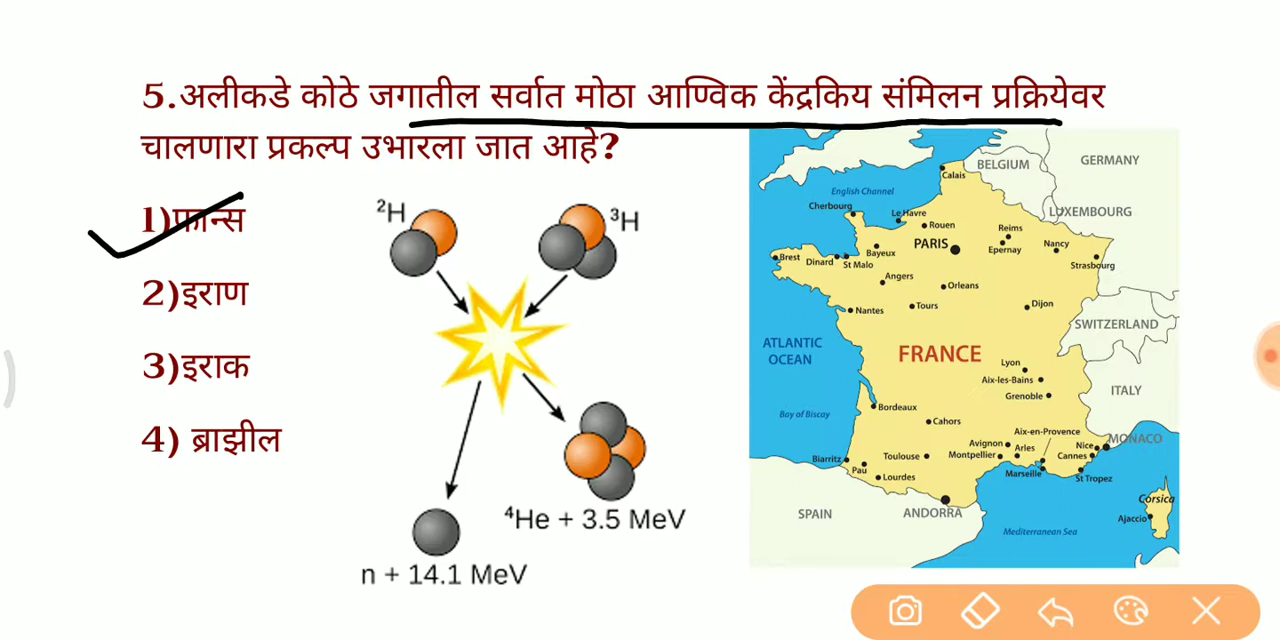 5.अलीकडे कोठे जगातील सर्वात मोठा आण्विक केंद्रकिय संमिलन प्रक्रियेवर
चालणारा प्रकल्प उभारला जात आहे?
1)फ्रान्स
2)इराण
3)इराक
4) ब्राझील
²H
³H
⁴He + 3.5 MeV
n + 14.1 MeV
BELGIUM
GERMANY
Calais
English Channel
Cherbourg
Le Havre
LUXEMBOURG
Rouen
Reims
PARIS
Epernay
Nancy
Bayeux
Brest
Dinard
St Malo
Strasbourg
Angers
Orleans
Tours
Dijon
Nantes
SWITZERLAND
ATLANTIC
OCEAN
FRANCE
Lyon
Aix-les-Bains
Grenoble
ITALY
Bay of Biscay
Bordeaux
Cahors
Aix-en-Provence
MONACO
Avignon
Arles
Nice
Biarritz
Toulouse
Montpellier
Cannes
Pau
Marseille
Lourdes
St Tropez
Corsica
SPAIN
ANDORRA
Ajaccio
Mediterranean Sea